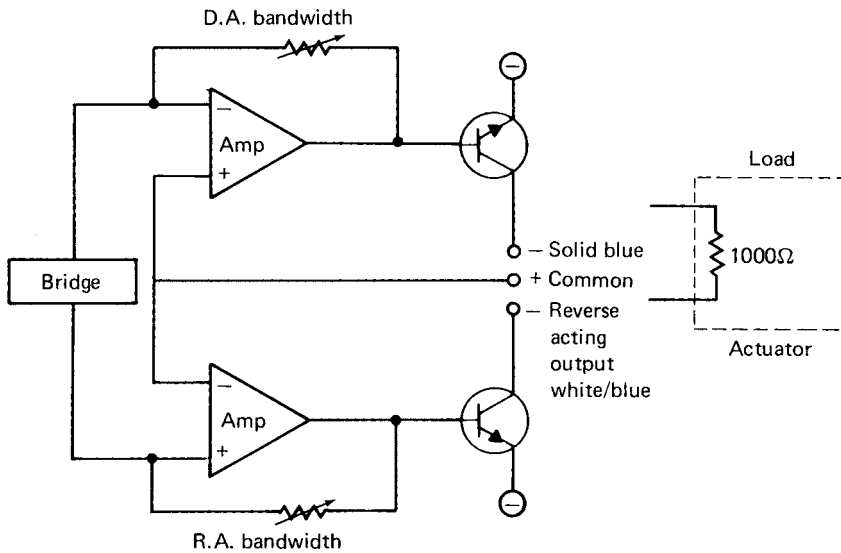 D.A. bandwidth
−
Amp
+
−
Load
− Solid blue
+ Common
− Reverse
acting
output
white/blue
1000Ω
Actuator
Bridge
−
Amp
+
−
R.A. bandwidth